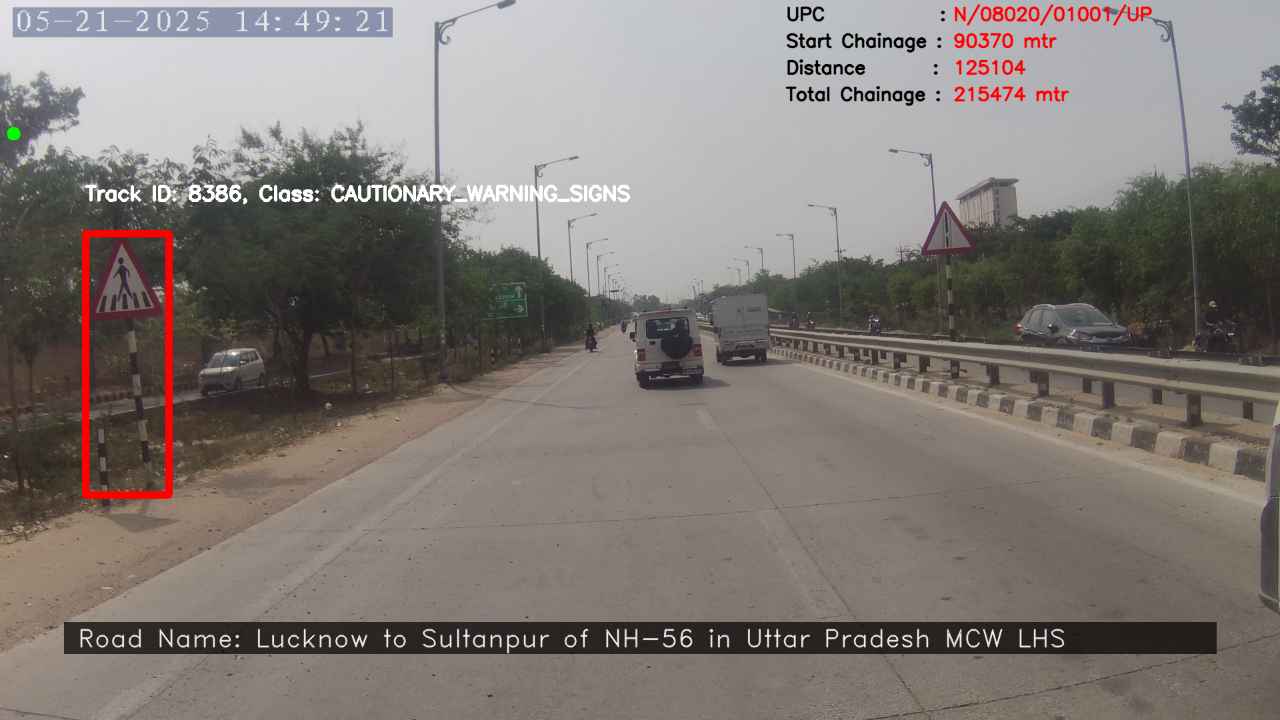 05-21-2025 14:49:21
UPC : N/08020/01001/UP
Start Chainage : 90370 mtr
Distance : 125104
Total Chainage : 215474 mtr
Track ID: 8386, Class: CAUTIONARY_WARNING_SIGNS
Road Name: Lucknow to Sultanpur of NH-56 in Uttar Pradesh MCW LHS